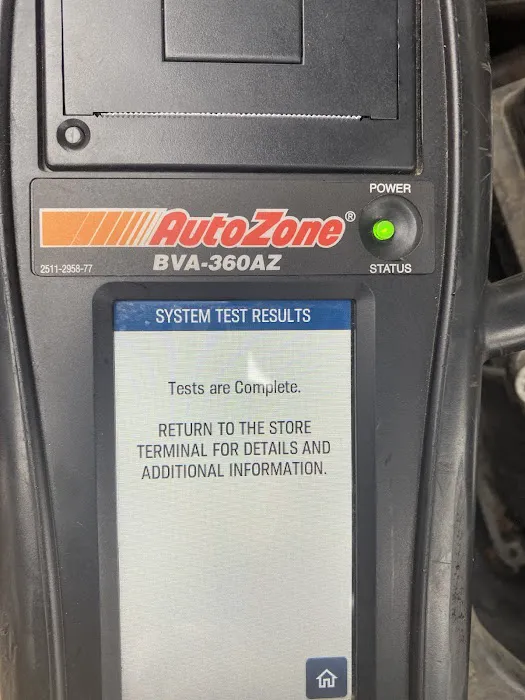 POWER
AutoZone®
BVA-360AZ
2511-2958-77
STATUS
SYSTEM TEST RESULTS
Tests are Complete.
RETURN TO THE STORE
TERMINAL FOR DETAILS AND
ADDITIONAL INFORMATION.